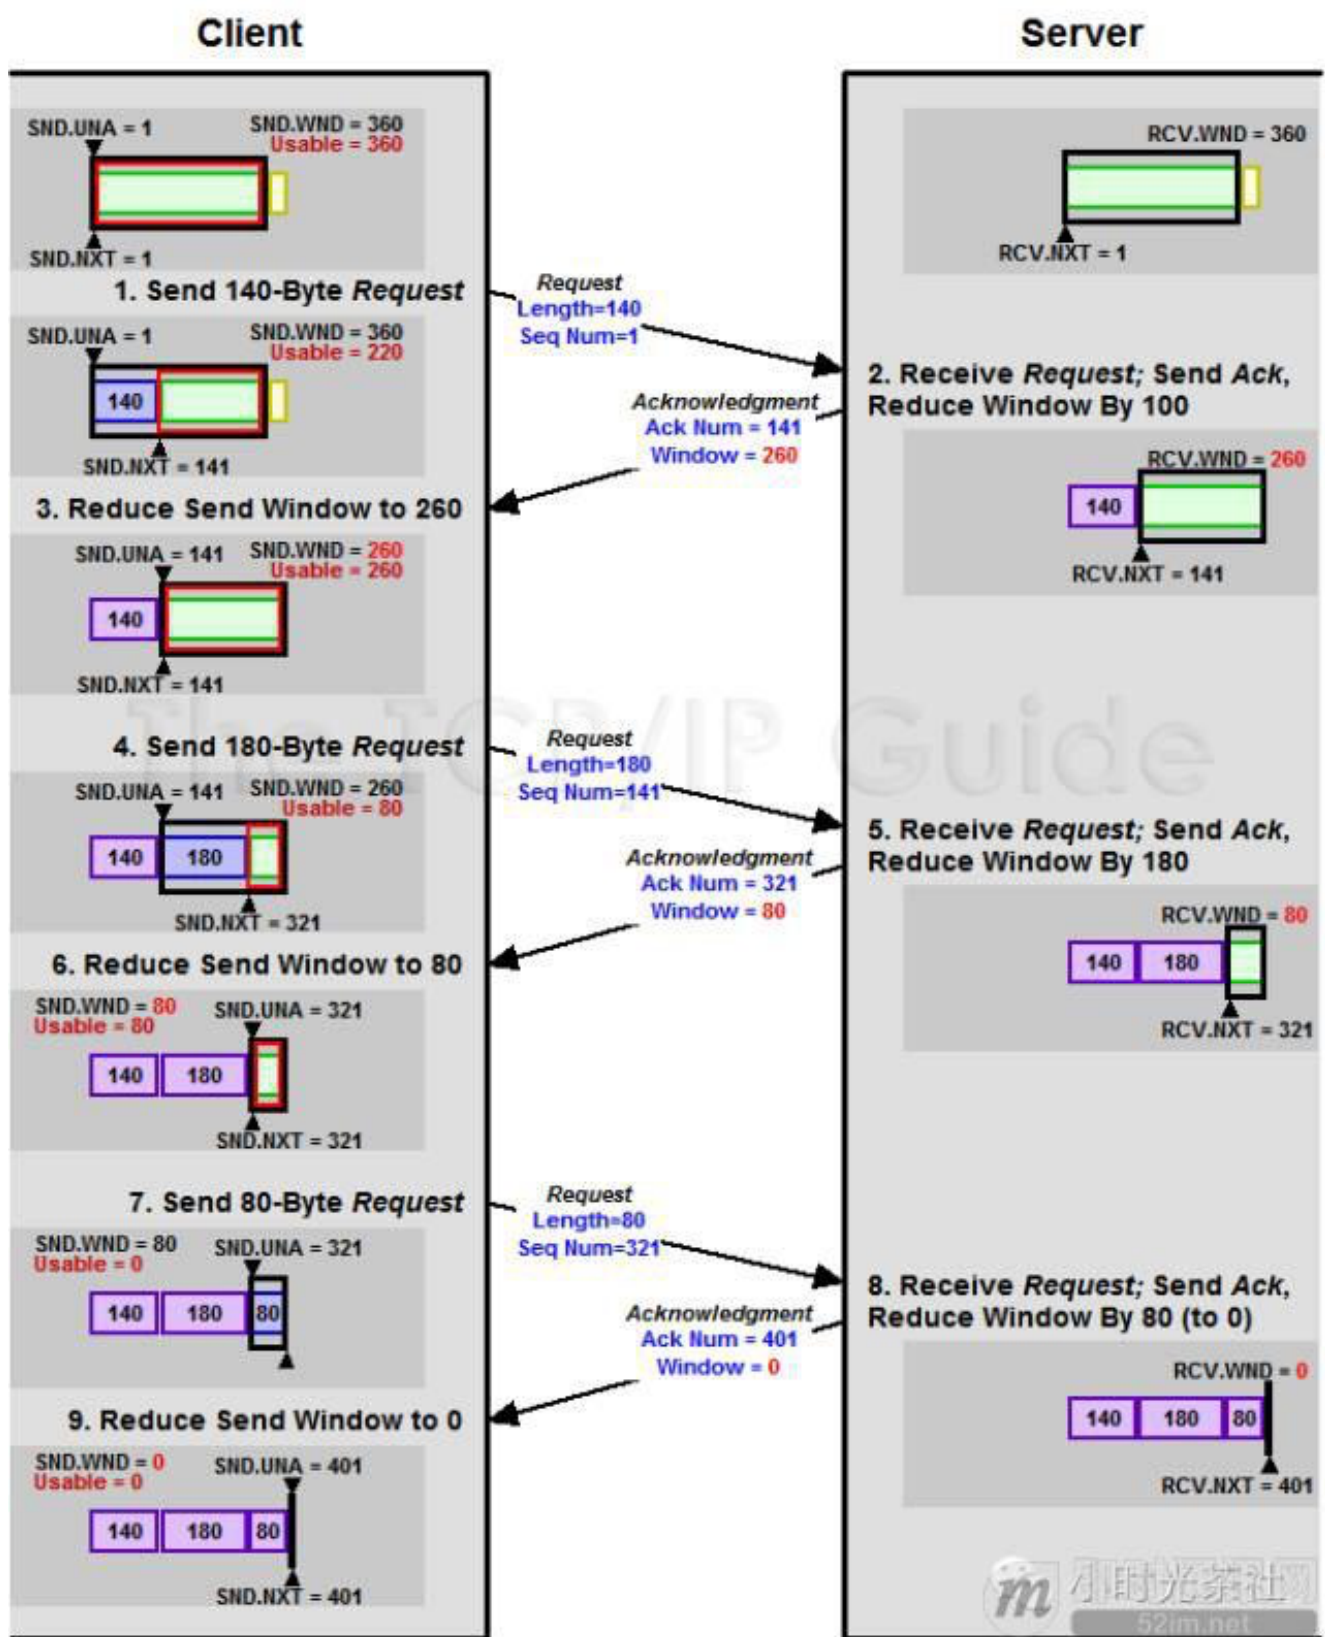 Client
Server
SND.UNA = 1
SND.WND = 360
Usable = 360
SND.NXT = 1
RCV.WND = 360
RCV.NXT = 1
1. Send 140-Byte Request
Request
Length=140
Seq Num=1
SND.UNA = 1
SND.WND = 360
Usable = 220
140
SND.NXT = 141
2. Receive Request; Send Ack,
Reduce Window By 100
Acknowledgment
Ack Num = 141
Window = 260
RCV.WND = 260
140
RCV.NXT = 141
3. Reduce Send Window to 260
SND.UNA = 141
SND.WND = 260
Usable = 260
140
SND.NXT = 141
The TCP/IP Guide
4. Send 180-Byte Request
Request
Length=180
Seq Num=141
SND.UNA = 141
SND.WND = 260
Usable = 80
140
180
SND.NXT = 321
5. Receive Request; Send Ack,
Reduce Window By 180
Acknowledgment
Ack Num = 321
Window = 80
RCV.WND = 80
140
180
RCV.NXT = 321
6. Reduce Send Window to 80
SND.WND = 80
Usable = 80
SND.UNA = 321
140
180
SND.NXT = 321
7. Send 80-Byte Request
Request
Length=80
Seq Num=321
SND.WND = 80
Usable = 0
SND.UNA = 321
140
180
80
8. Receive Request; Send Ack,
Reduce Window By 80 (to 0)
Acknowledgment
Ack Num = 401
Window = 0
RCV.WND = 0
140
180
80
RCV.NXT = 401
9. Reduce Send Window to 0
SND.WND = 0
Usable = 0
SND.UNA = 401
140
180
80
SND.NXT = 401
小时光茶社
52im.net